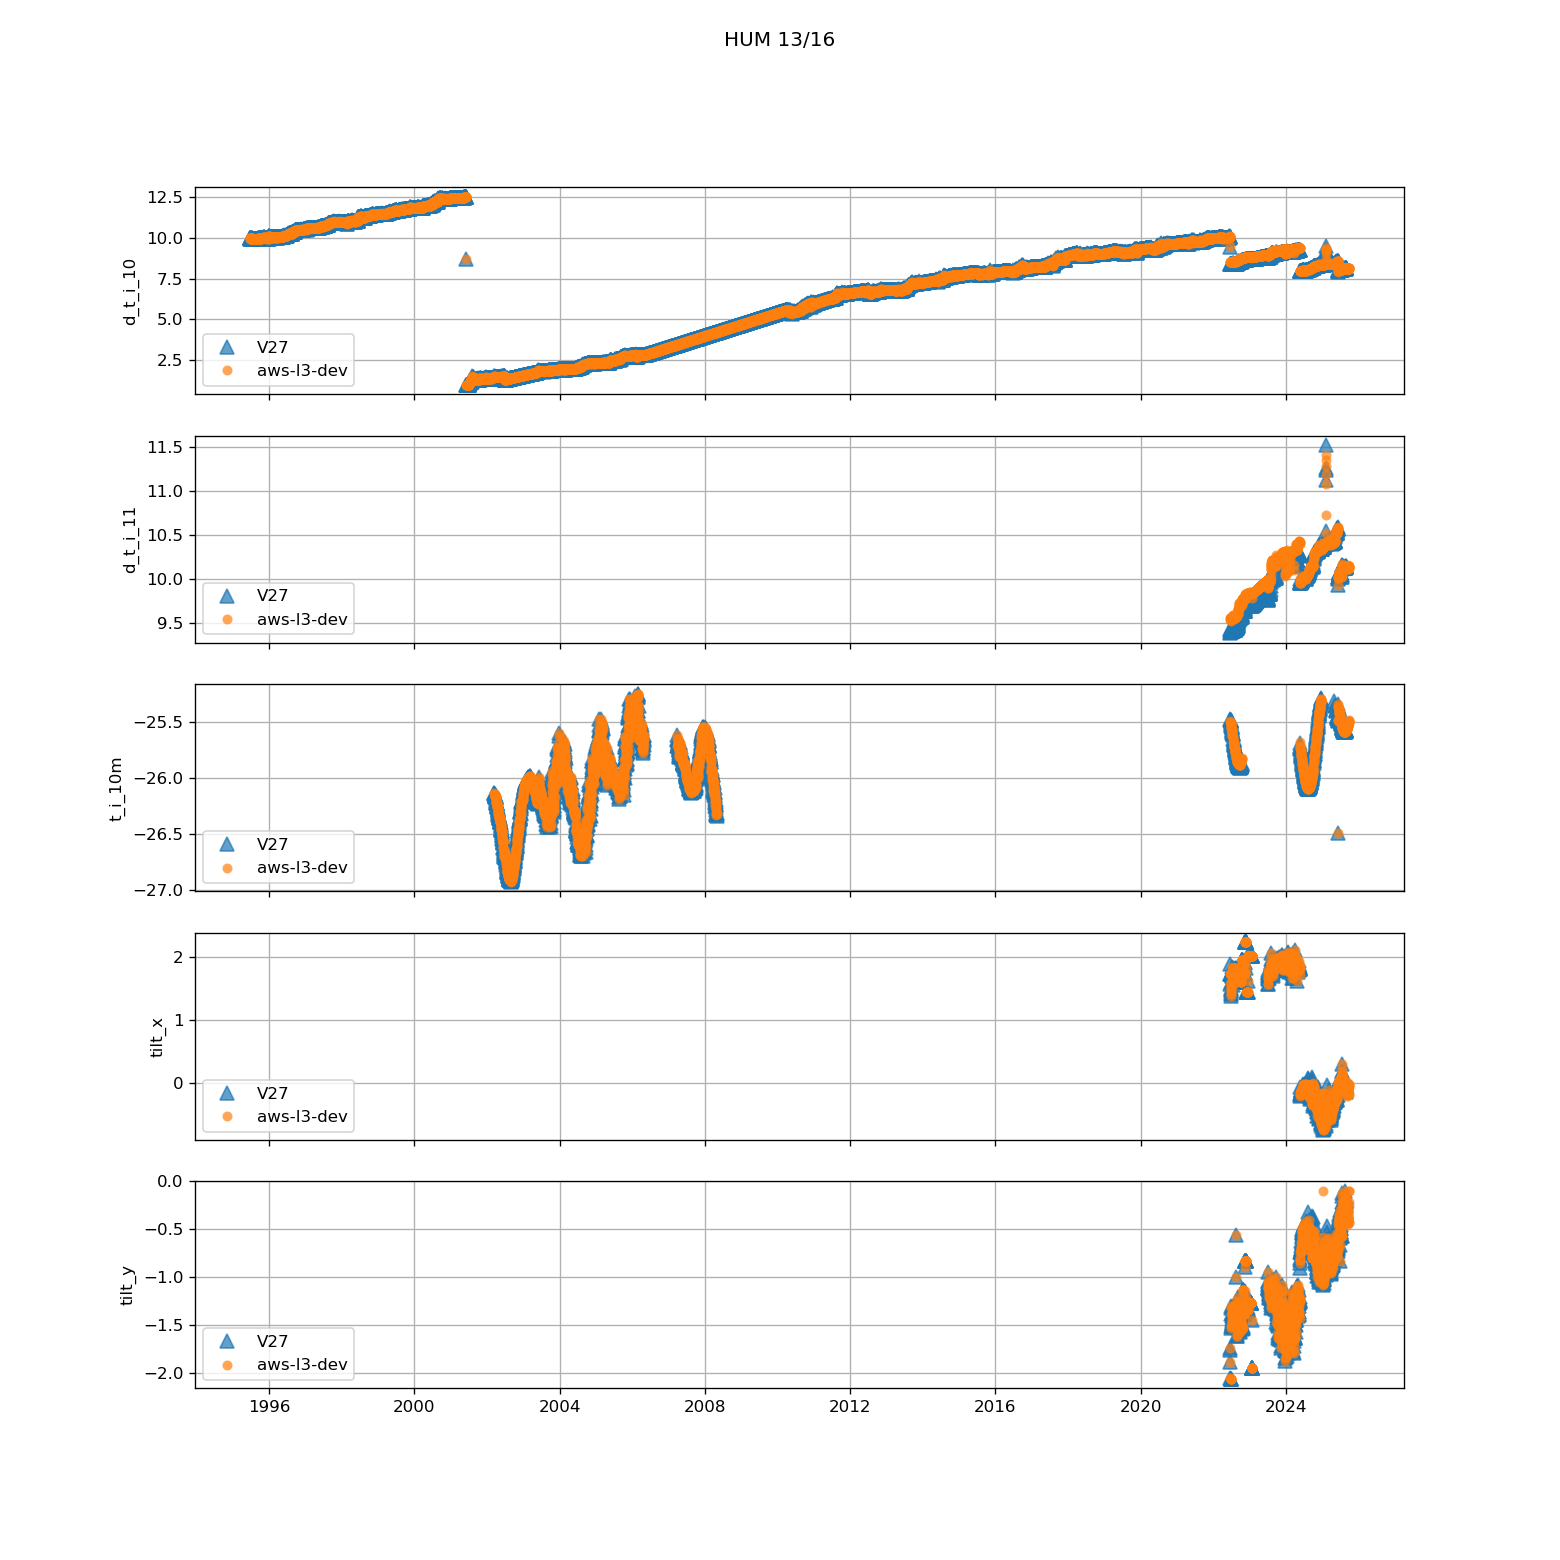 HUM 13/16
d_t_i_10
12.5
10.0
7.5
5.0
2.5
V27
aws-l3-dev
d_t_i_11
11.5
11.0
10.5
10.0
9.5
V27
aws-l3-dev
t_i_10m
−25.5
−26.0
−26.5
−27.0
V27
aws-l3-dev
tilt_x
2
1
0
V27
aws-l3-dev
tilt_y
0.0
−0.5
−1.0
−1.5
−2.0
V27
aws-l3-dev
1996 2000 2004 2008 2012 2016 2020 2024